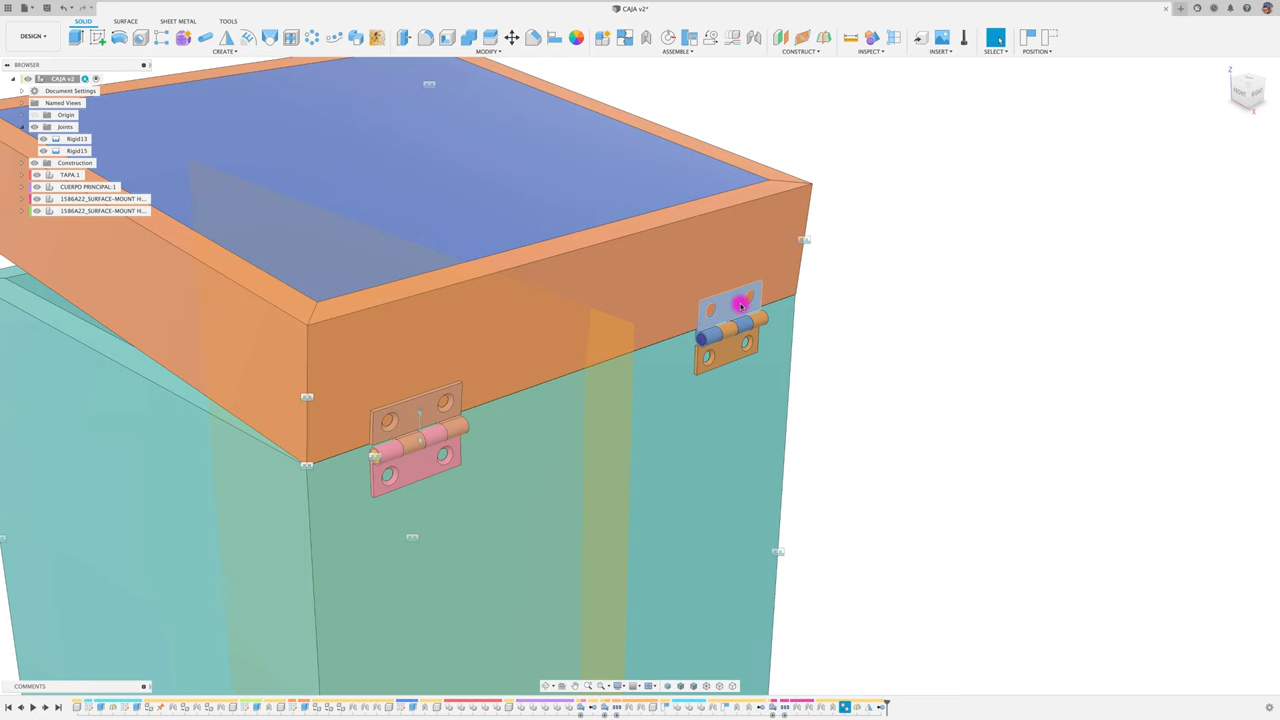 CAJA v2*
DESIGN
SOLID
SURFACE
SHEET METAL
TOOLS
CREATE
MODIFY
ASSEMBLE
CONSTRUCT
INSPECT
INSERT
SELECT
POSITION
BROWSER
CAJA v2
Document Settings
Named Views
Origin
Joints
Rigid13
Rigid15
Construction
TAPA:1
CUERPO PRINCIPAL:1
1586A22_SURFACE-MOUNT H...
1586A22_SURFACE-MOUNT H...
Z
FRONT
RIGHT
X
COMMENTS